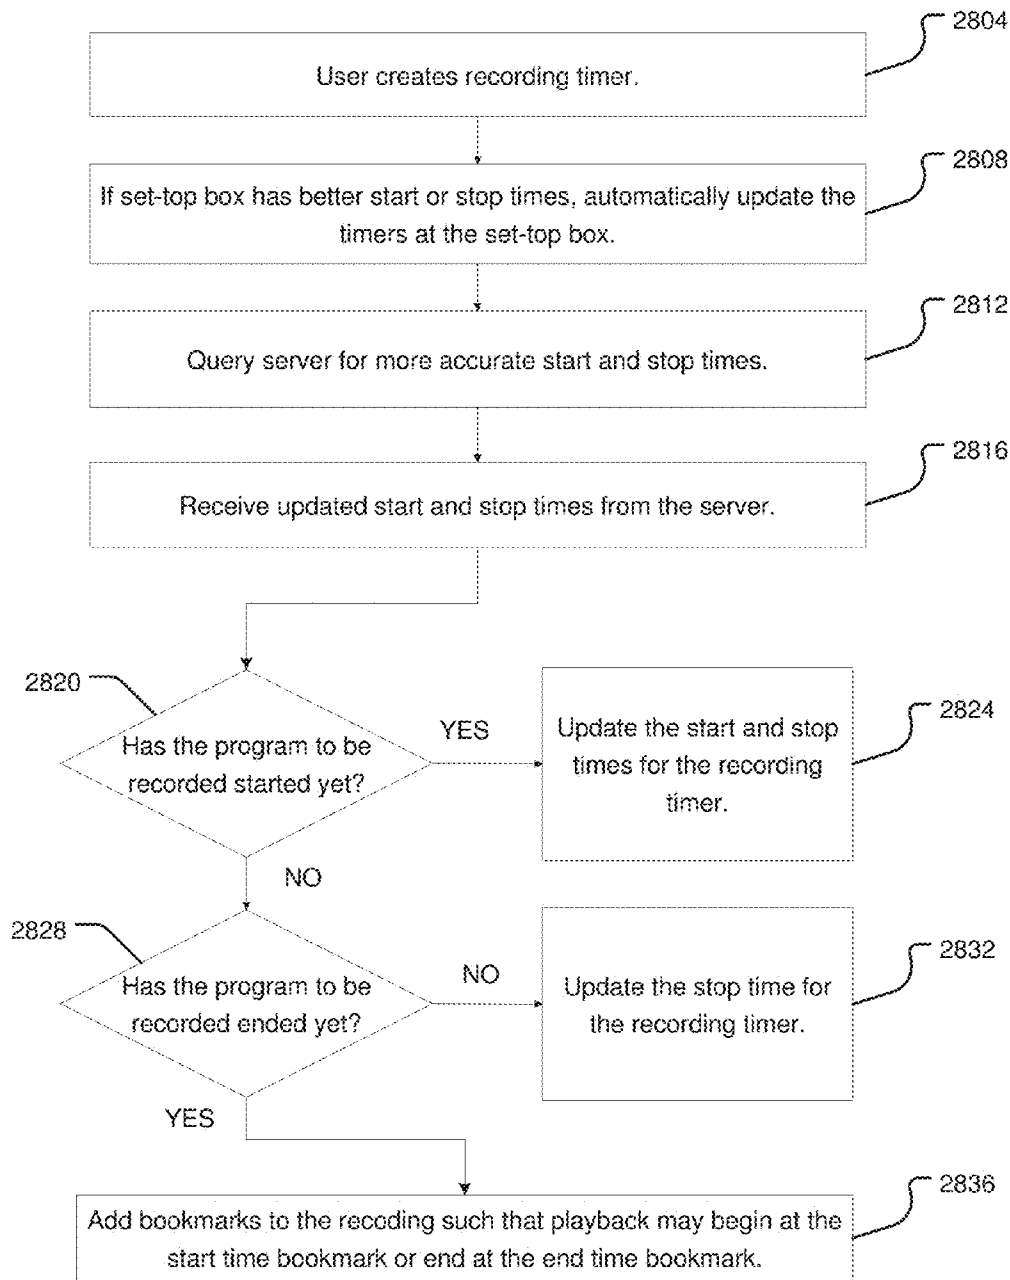 2804
User creates recording timer.
2808
If set-top box has better start or stop times, automatically update the
timers at the set-top box.
2812
Query server for more accurate start and stop times.
2816
Receive updated start and stop times from the server.
2820
Has the program to be
recorded started yet?
YES
2824
Update the start and stop
times for the recording
timer.
NO
2828
Has the program to be
recorded ended yet?
NO
2832
Update the stop time for
the recording timer.
YES
2836
Add bookmarks to the recoding such that playback may begin at the
start time bookmark or end at the end time bookmark.